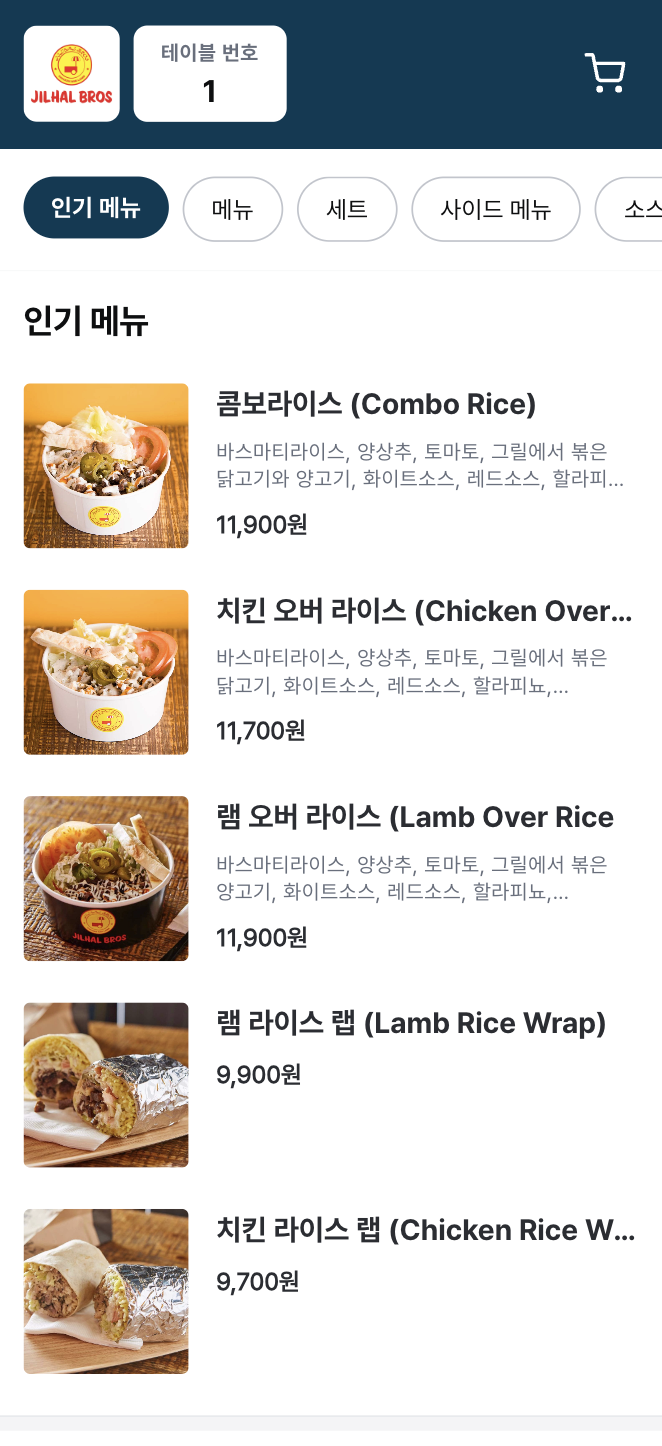 JILHAL BROS
테이블 번호
1
인기 메뉴
메뉴
세트
사이드 메뉴
소스
인기 메뉴
콤보라이스 (Combo Rice)
바스마티라이스, 양상추, 토마토, 그릴에서 볶은
닭고기와 양고기, 화이트소스, 레드소스, 할라피...
11,900원
치킨 오버 라이스 (Chicken Over...
바스마티라이스, 양상추, 토마토, 그릴에서 볶은
닭고기, 화이트소스, 레드소스, 할라피뇨,...
11,700원
램 오버 라이스 (Lamb Over Rice
바스마티라이스, 양상추, 토마토, 그릴에서 볶은
양고기, 화이트소스, 레드소스, 할라피뇨,...
JILHAL BROS
11,900원
램 라이스 랩 (Lamb Rice Wrap)
9,900원
치킨 라이스 랩 (Chicken Rice W...
9,700원